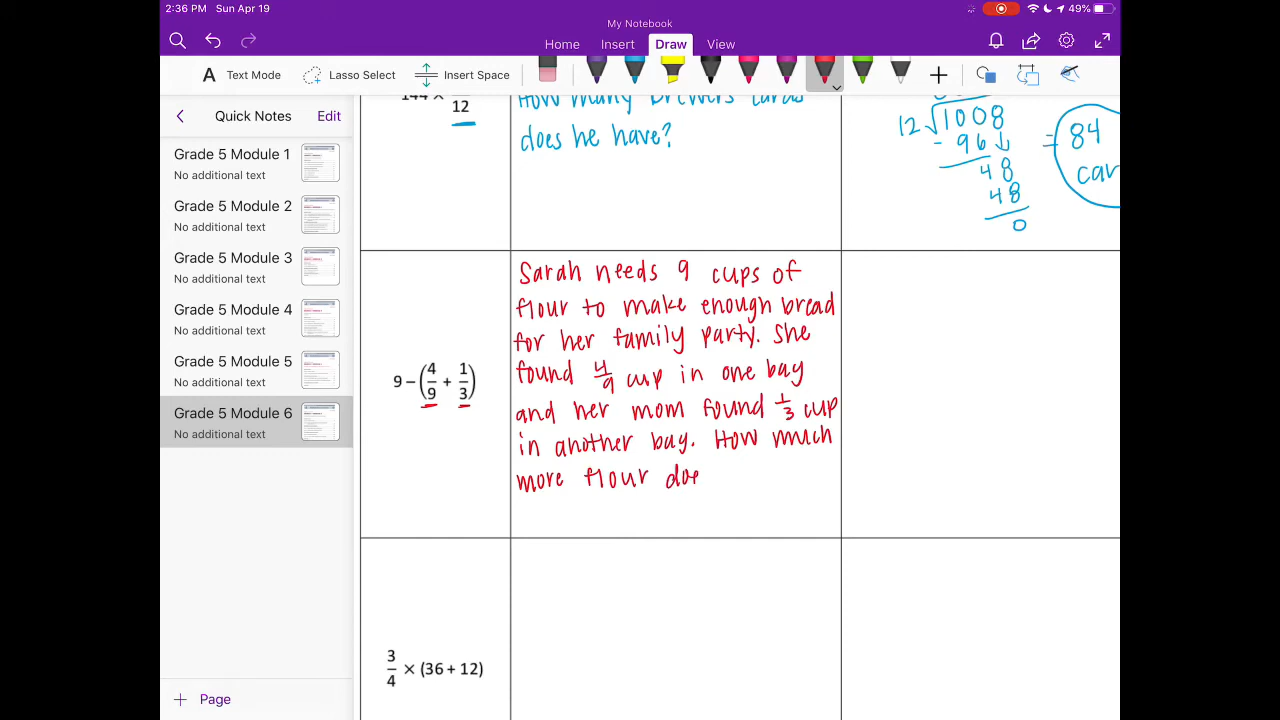 2:36 PM Sun Apr 19
49%
My Notebook
Home Insert Draw View
Text Mode Lasso Select Insert Space
Quick Notes Edit
Grade 5 Module 1
No additional text
Grade 5 Module 2
No additional text
Grade 5 Module 3
No additional text
Grade 5 Module 4
No additional text
Grade 5 Module 5
No additional text
Grade 5 Module 6
No additional text
Page
144 ×
12
How many Brewers cards
does he have?
12 √1008
- 96↓
48
48
0
= 84
9 − (4/9 + 1/3)
Sarah needs 9 cups of
flour to make enough bread
for her family party. She
found 4/9 cup in one bag
and her mom found 1/3 cup
in another bag. How much
more flour doe
3/4 × (36 + 12)